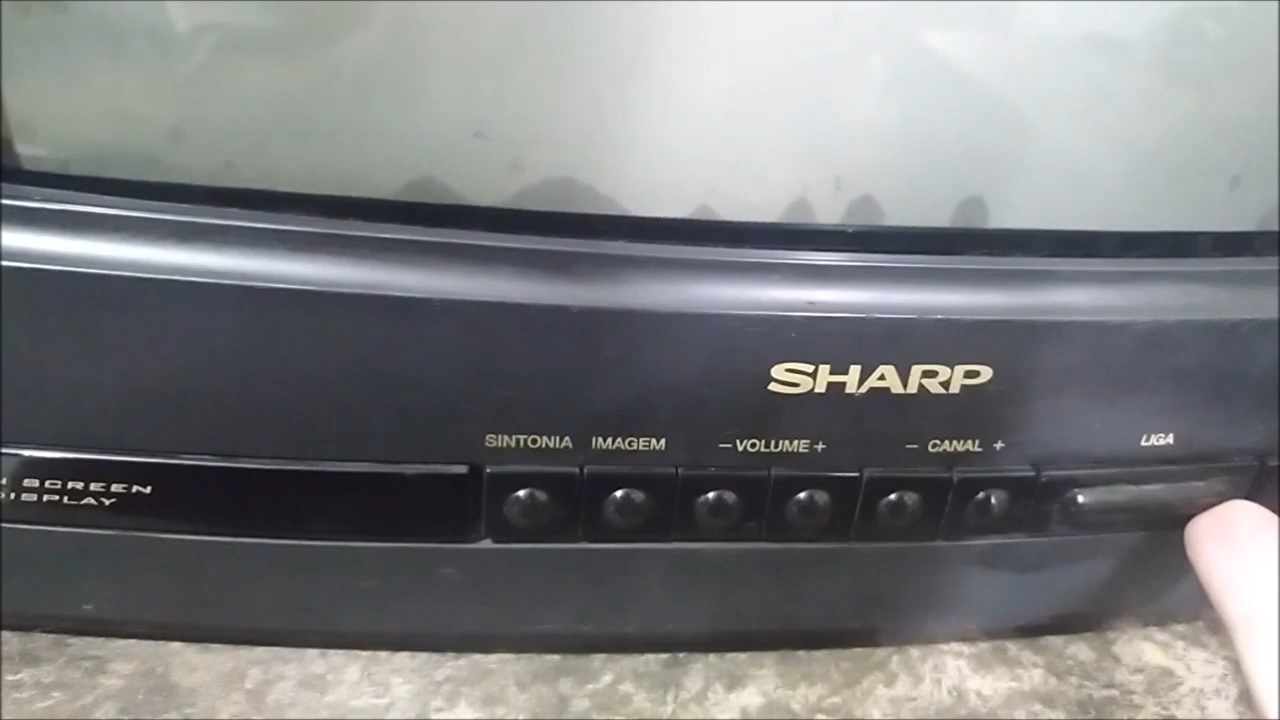 SHARP
SINTONIA IMAGEM −VOLUME+ − CANAL + LIGA
SCREEN
DISPLAY